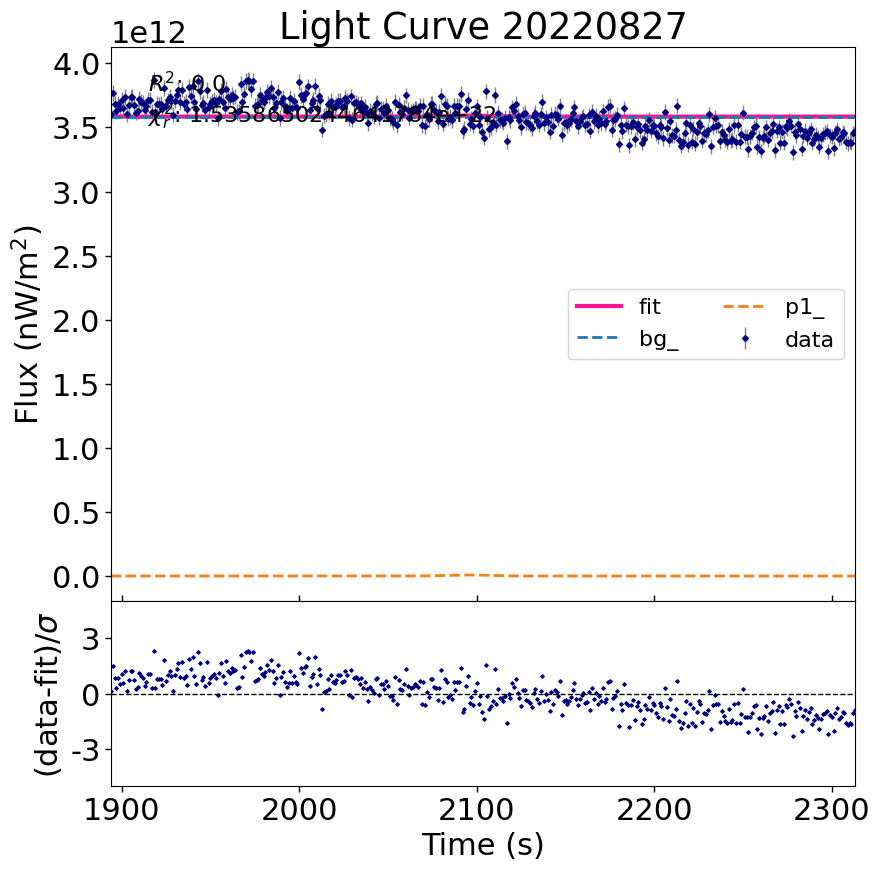 Light Curve 20220827
1e12
4.0
3.5
3.0
2.5
2.0
1.5
1.0
0.5
0.0
Flux (nW/m²)
R²: 0.0
fit
bg_
p1_
data
3
0
-3
(data-fit)/σ
1900
2000
2100
2200
2300
Time (s)